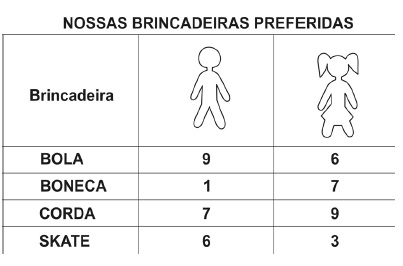 NOSSAS BRINCADEIRAS PREFERIDAS
Brincadeira
BOLA 9 6
BONECA 1 7
CORDA 7 9
SKATE 6 3